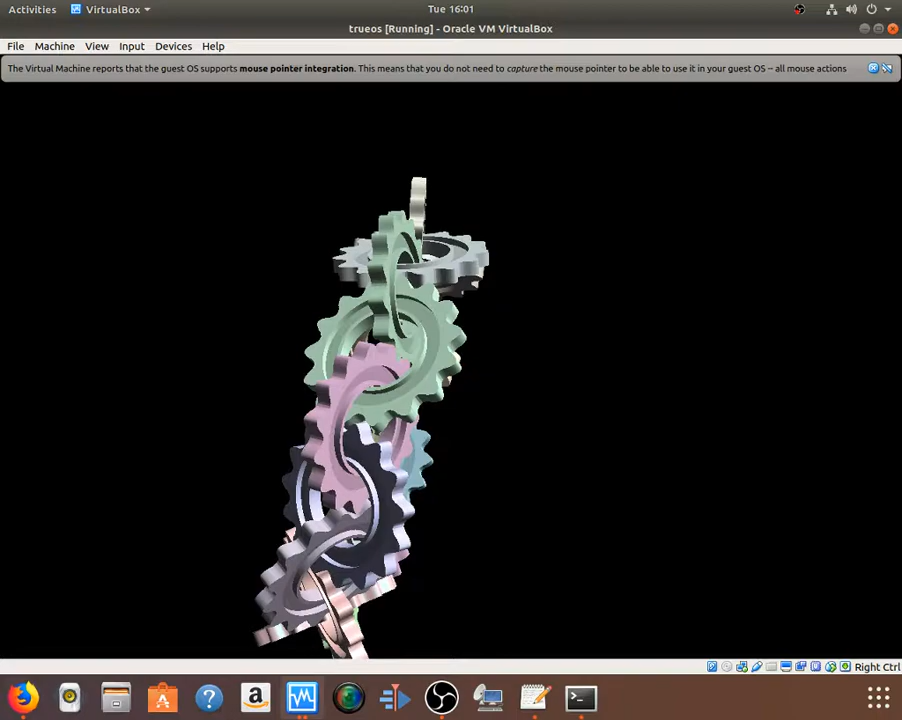 Activities VirtualBox Tue 16:01
trueos [Running] - Oracle VM VirtualBox
File Machine View Input Devices Help
The Virtual Machine reports that the guest OS supports mouse pointer integration. This means that you do not need to capture the mouse pointer to be able to use it in your guest OS – all mouse actions
Right Ctrl